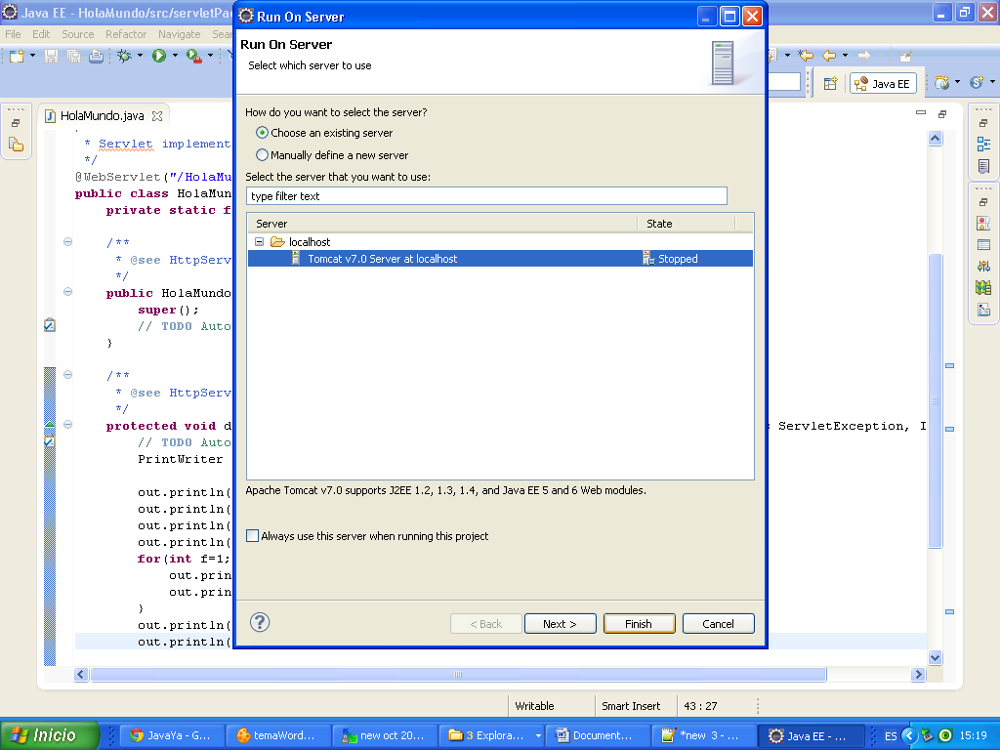 Java EE - HolaMundo/src/servletPa
Run On Server
File Edit Source Refactor Navigate Sear
Run On Server
Select which server to use
Java EE
HolaMundo.java
How do you want to select the server?
Choose an existing server
Manually define a new server
Select the server that you want to use:
type filter text
Server State
localhost
Tomcat v7.0 Server at localhost Stopped
Apache Tomcat v7.0 supports J2EE 1.2, 1.3, 1.4, and Java EE 5 and 6 Web modules.
Always use this server when running this project
< Back Next > Finish Cancel
* Servlet implement
*/
@WebServlet("/HolaMu
public class HolaMun
private static f
/**
* @see HttpServ
*/
public HolaMundo
super();
// TODO Auto
}
/**
* @see HttpServ
*/
protected void d ServletException, I
// TODO Auto
PrintWriter
out.println(
out.println(
out.println(
out.println(
for(int f=1;
out.prin
out.prin
}
out.println(
out.println(
Writable Smart Insert 43 : 27
Inicio JavaYa - G... temaWord... new oct 20... 3 Explora... Document... *new 3 - ... Java EE - ... ES 15:19